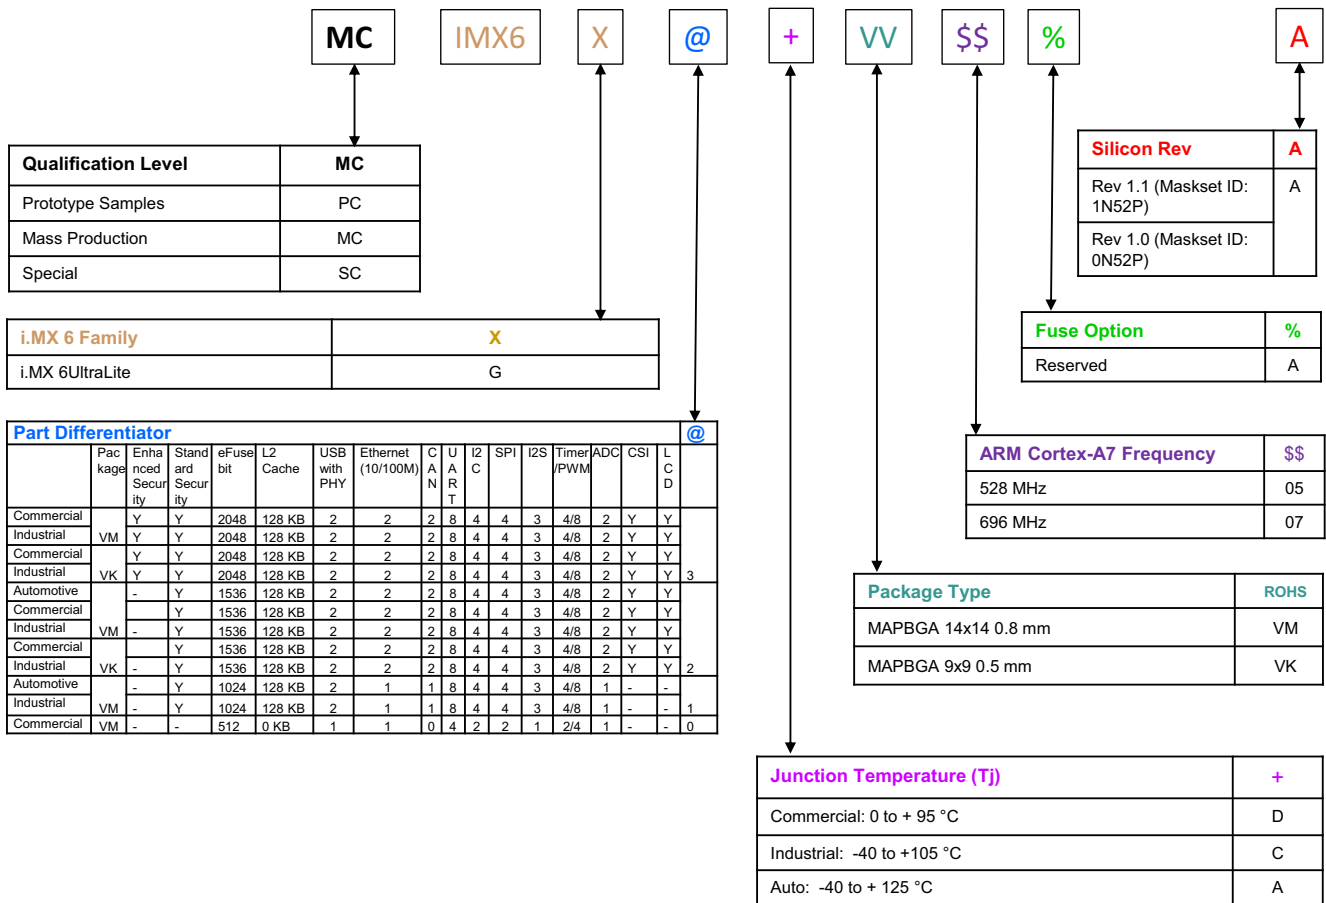 MC IMX6 X @ + VV $$ % A
Qualification Level MC
Prototype Samples PC
Mass Production MC
Special SC
Silicon Rev A
Rev 1.1 (Maskset ID: A
1N52P)
Rev 1.0 (Maskset ID:
0N52P)
i.MX 6 Family X
i.MX 6UltraLite G
Fuse Option %
Reserved A
Part Differentiator @
Pac Enha Stand eFuse L2 USB Ethernet C U I2 SPI I2S Timer ADC CSI L
kage nced ard bit Cache with (10/100M) A A C /PWM C
Secur Secur PHY N R D
ity ity T
Commercial Y Y 2048 128 KB 2 2 2 8 4 4 3 4/8 2 Y Y
Industrial VM Y Y 2048 128 KB 2 2 2 8 4 4 3 4/8 2 Y Y
Commercial Y Y 2048 128 KB 2 2 2 8 4 4 3 4/8 2 Y Y
Industrial VK Y Y 2048 128 KB 2 2 2 8 4 4 3 4/8 2 Y Y 3
Automotive - Y 1536 128 KB 2 2 2 8 4 4 3 4/8 2 Y Y
Commercial Y 1536 128 KB 2 2 2 8 4 4 3 4/8 2 Y Y
Industrial VM - Y 1536 128 KB 2 2 2 8 4 4 3 4/8 2 Y Y
Commercial Y 1536 128 KB 2 2 2 8 4 4 3 4/8 2 Y Y
Industrial VK - Y 1536 128 KB 2 2 2 8 4 4 3 4/8 2 Y Y 2
Automotive - Y 1024 128 KB 2 1 1 8 4 4 3 4/8 1 - -
Industrial VM - Y 1024 128 KB 2 1 1 8 4 4 3 4/8 1 - - 1
Commercial VM - - 512 0 KB 1 1 0 4 2 2 1 2/4 1 - - 0
ARM Cortex-A7 Frequency $$
528 MHz 05
696 MHz 07
Package Type ROHS
MAPBGA 14x14 0.8 mm VM
MAPBGA 9x9 0.5 mm VK
Junction Temperature (Tj) +
Commercial: 0 to + 95 °C D
Industrial: -40 to +105 °C C
Auto: -40 to + 125 °C A